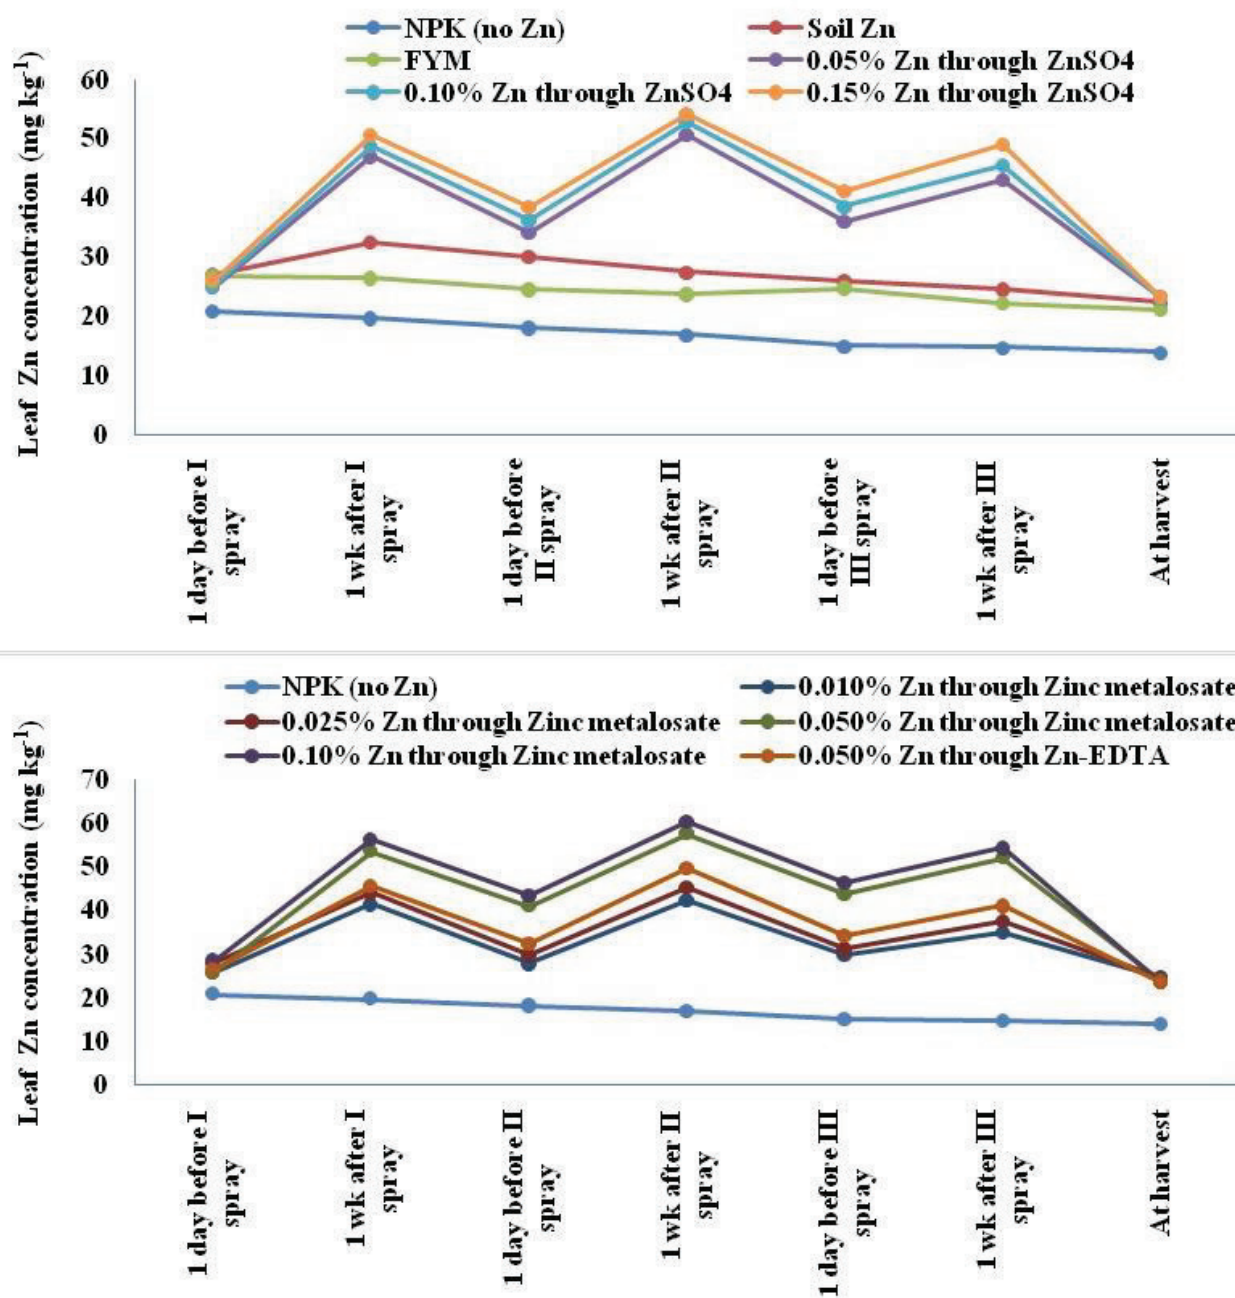 NPK (no Zn) Soil Zn
FYM 0.05% Zn through ZnSO4
0.10% Zn through ZnSO4 0.15% Zn through ZnSO4
Leaf Zn concentration (mg kg-1)
60
50
40
30
20
10
0
1 day before I
spray
1 wk after I
spray
1 day before
II spray
1 wk after II
spray
1 day before
III spray
1 wk after III
spray
At harvest
NPK (no Zn) 0.010% Zn through Zinc metalosate
0.025% Zn through Zinc metalosate 0.050% Zn through Zinc metalosate
0.10% Zn through Zinc metalosate 0.050% Zn through Zn-EDTA
Leaf Zn concentration (mg kg-1)
70
60
50
40
30
20
10
0
1 day before I
spray
1 wk after I
spray
1 day before II
spray
1 wk after II
spray
1 day before III
spray
1 wk after III
spray
At harvest